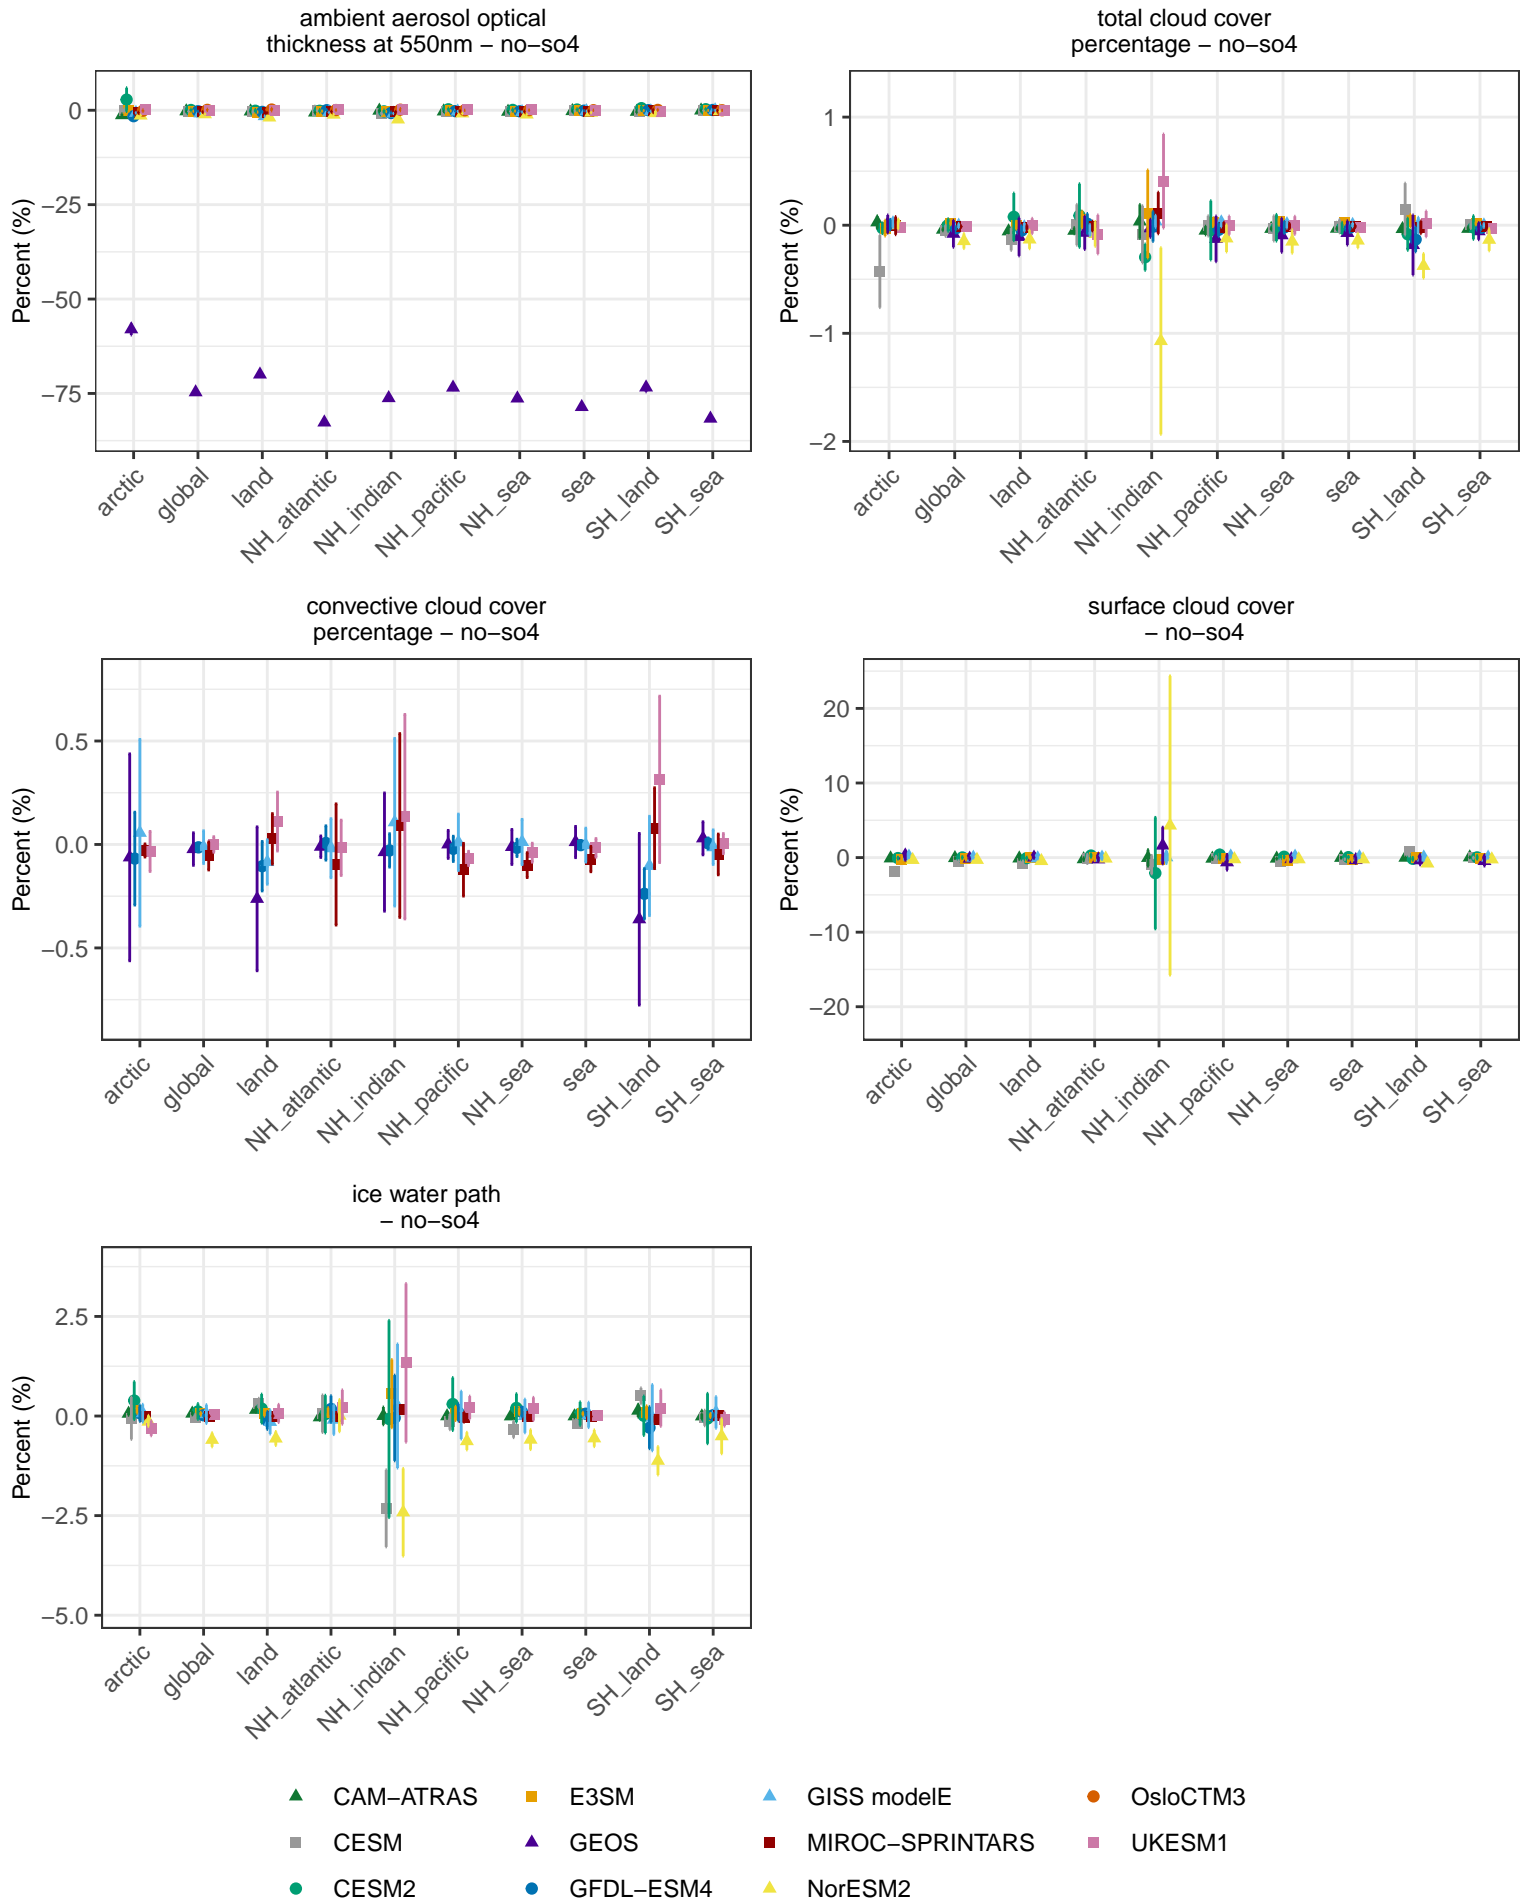 ambient aerosol optical
thickness at 550nm − no−so4
Percent (%)
0
−25
−50
−75
arctic
global
land
NH_atlantic
NH_indian
NH_pacific
NH_sea
sea
SH_land
SH_sea
total cloud cover
percentage − no−so4
Percent (%)
1
0
−1
−2
arctic
global
land
NH_atlantic
NH_indian
NH_pacific
NH_sea
sea
SH_land
SH_sea
convective cloud cover
percentage − no−so4
Percent (%)
0.5
0.0
−0.5
arctic
global
land
NH_atlantic
NH_indian
NH_pacific
NH_sea
sea
SH_land
SH_sea
surface cloud cover
− no−so4
Percent (%)
20
10
0
−10
−20
arctic
global
land
NH_atlantic
NH_indian
NH_pacific
NH_sea
sea
SH_land
SH_sea
ice water path
− no−so4
Percent (%)
2.5
0.0
−2.5
−5.0
arctic
global
land
NH_atlantic
NH_indian
NH_pacific
NH_sea
sea
SH_land
SH_sea
CAM−ATRAS
CESM
CESM2
E3SM
GEOS
GFDL−ESM4
GISS modelE
MIROC−SPRINTARS
NorESM2
OsloCTM3
UKESM1